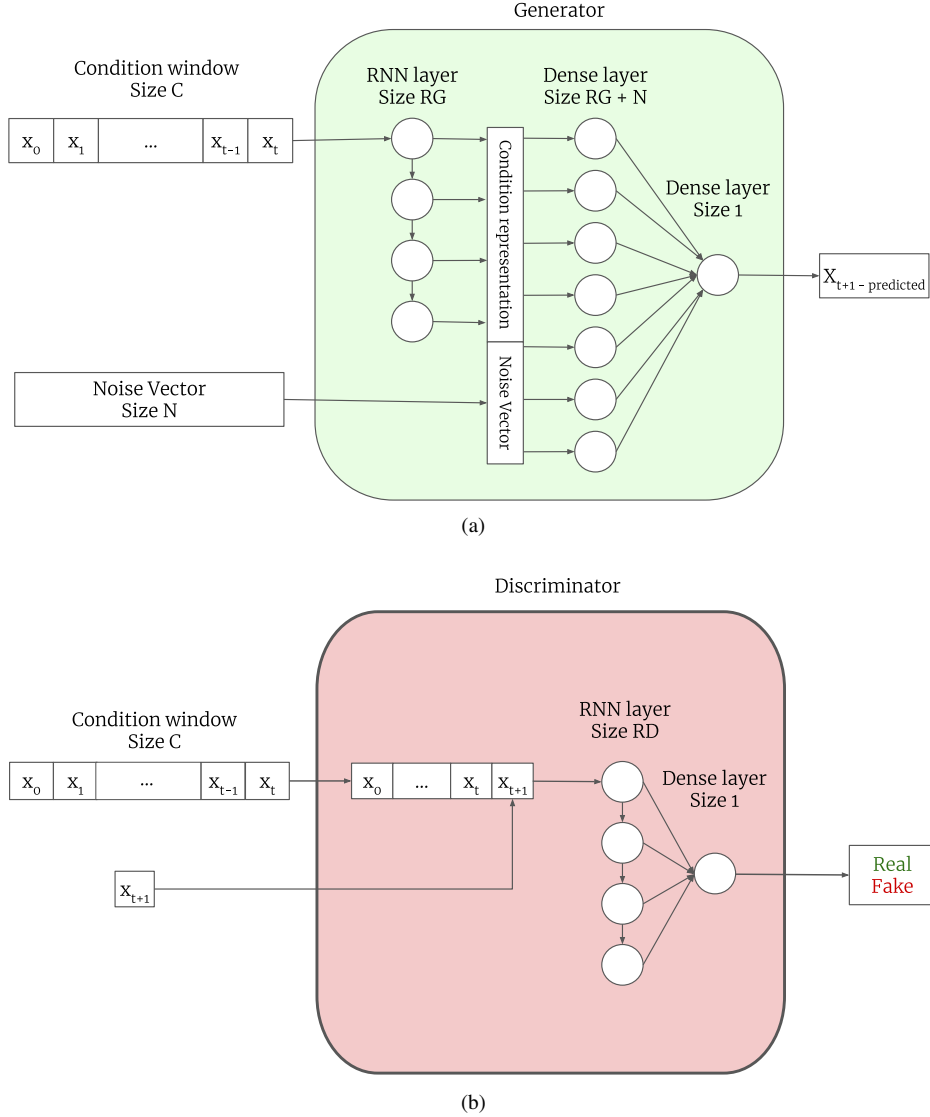 Generator
Condition window
Size C
RNN layer
Size RG
Dense layer
Size RG + N
x₀ x₁ ... xₜ₋₁ xₜ
Condition representation
Dense layer
Size 1
Xₜ₊₁ ₋ predicted
Noise Vector
Size N
Noise Vector
(a)
Discriminator
Condition window
Size C
RNN layer
Size RD
x₀ x₁ ... xₜ₋₁ xₜ
x₀ ... xₜ xₜ₊₁
Dense layer
Size 1
xₜ₊₁
Real
Fake
(b)